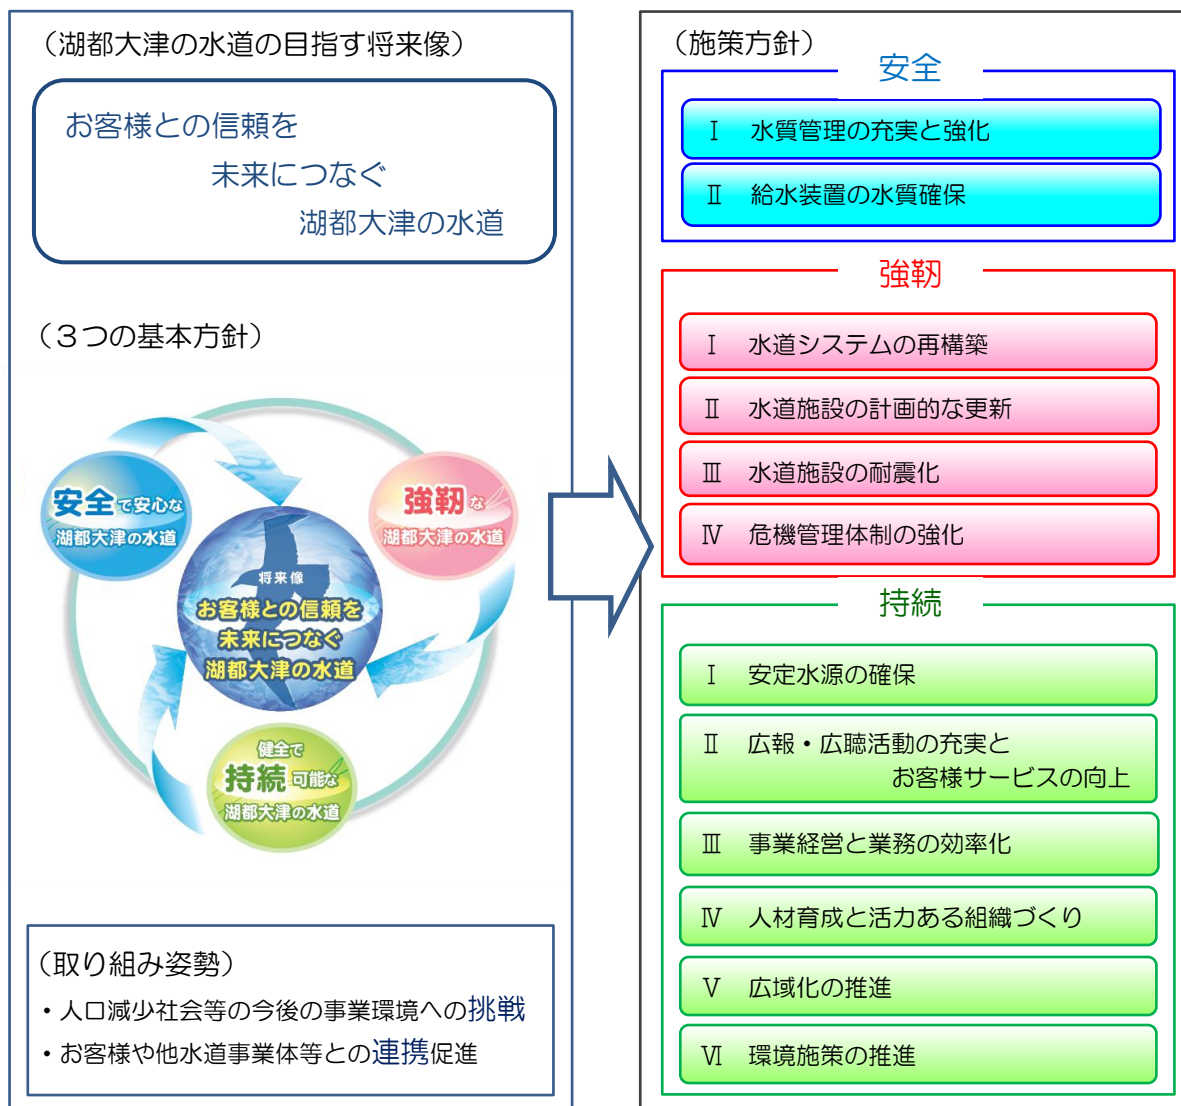 （湖都大津の水道の目指す将来像）
お客様との信頼を
未来につなぐ
湖都大津の水道
（３つの基本方針）
安全で安心な
湖都大津の水道
強靭な
湖都大津の水道
将来像
お客様との信頼を
未来につなぐ
湖都大津の水道
健全で
持続可能な
湖都大津の水道
（取り組み姿勢）
・人口減少社会等の今後の事業環境への挑戦
・お客様や他水道事業体等との連携促進
（施策方針）
安全
Ⅰ 水質管理の充実と強化
Ⅱ 給水装置の水質確保
強靭
Ⅰ 水道システムの再構築
Ⅱ 水道施設の計画的な更新
Ⅲ 水道施設の耐震化
Ⅳ 危機管理体制の強化
持続
Ⅰ 安定水源の確保
Ⅱ 広報・広聴活動の充実と
お客様サービスの向上
Ⅲ 事業経営と業務の効率化
Ⅳ 人材育成と活力ある組織づくり
Ⅴ 広域化の推進
Ⅵ 環境施策の推進